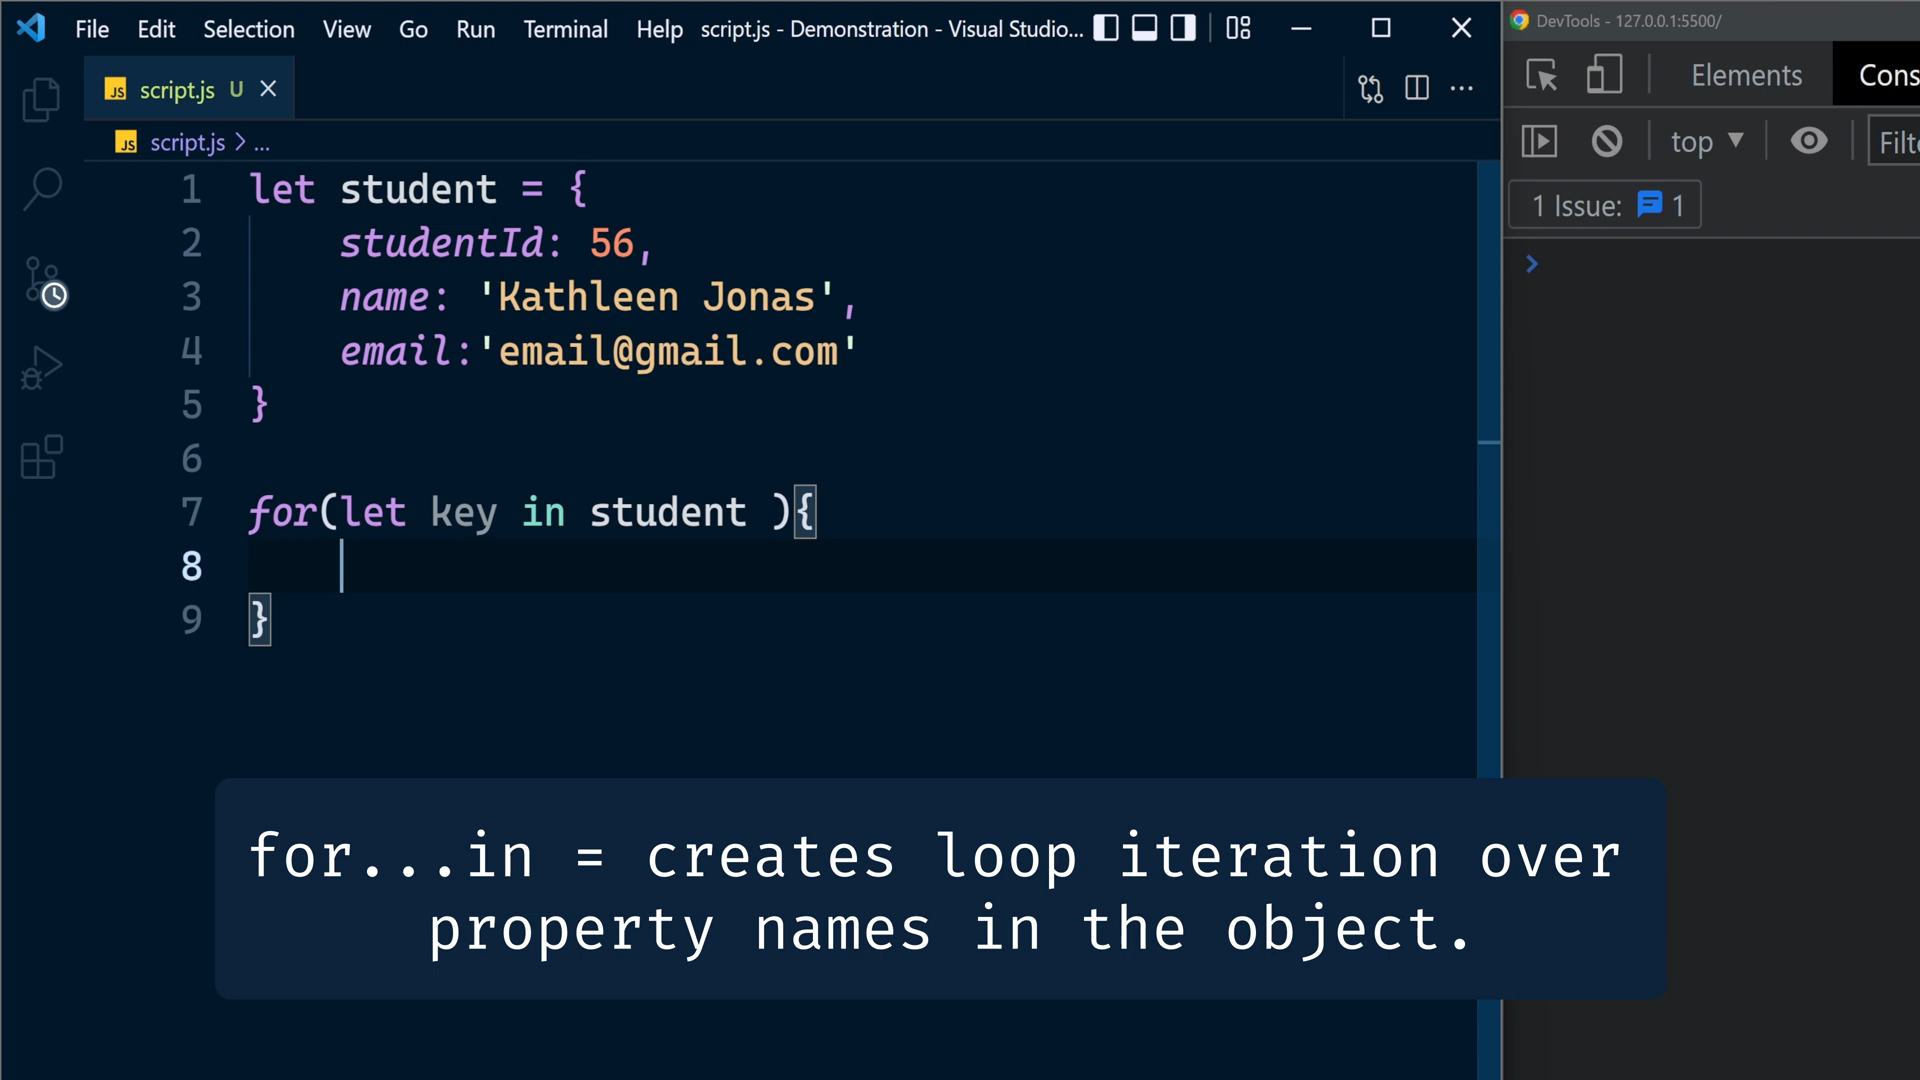 File Edit Selection View Go Run Terminal Help script.js - Demonstration - Visual Studio...
DevTools - 127.0.0.1:5500/
JS script.js U
Elements Cons
JS script.js > ...
top Filt
1 Issue: 1
1 let student = {
2 studentId: 56,
3 name: 'Kathleen Jonas',
4 email:'email@gmail.com'
5 }
6
7 for(let key in student ){
8
9 }
for...in = creates loop iteration over
property names in the object.